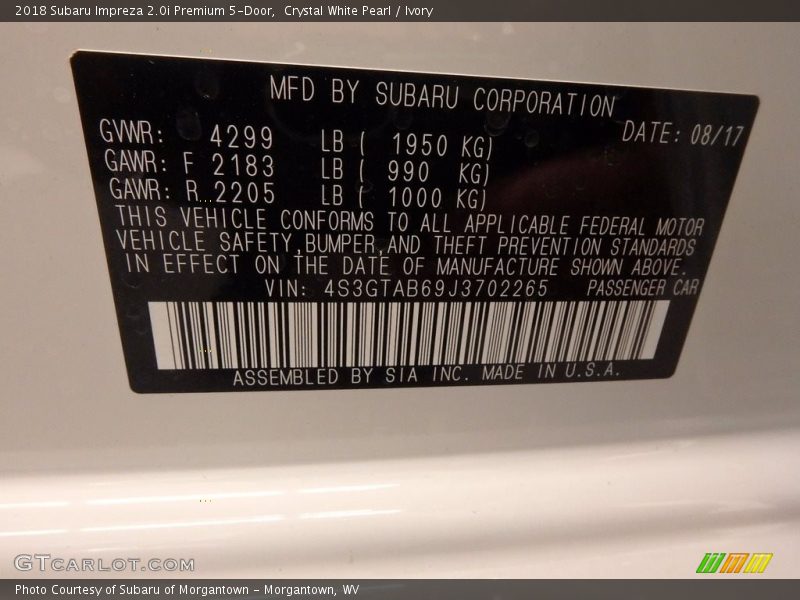 2018 Subaru Impreza 2.0i Premium 5-Door, Crystal White Pearl / Ivory
MFD BY SUBARU CORPORATION
GVWR: 4299 LB ( 1950 KG) DATE: 08/17
GAWR: F 2183 LB ( 990 KG)
GAWR: R 2205 LB ( 1000 KG)
THIS VEHICLE CONFORMS TO ALL APPLICABLE FEDERAL MOTOR
VEHICLE SAFETY,BUMPER,AND THEFT PREVENTION STANDARDS
IN EFFECT ON THE DATE OF MANUFACTURE SHOWN ABOVE.
VIN: 4S3GTAB69J3702265 PASSENGER CAR
ASSEMBLED BY SIA INC. MADE IN U.S.A.
GTCARLOT.COM
Photo Courtesy of Subaru of Morgantown - Morgantown, WV